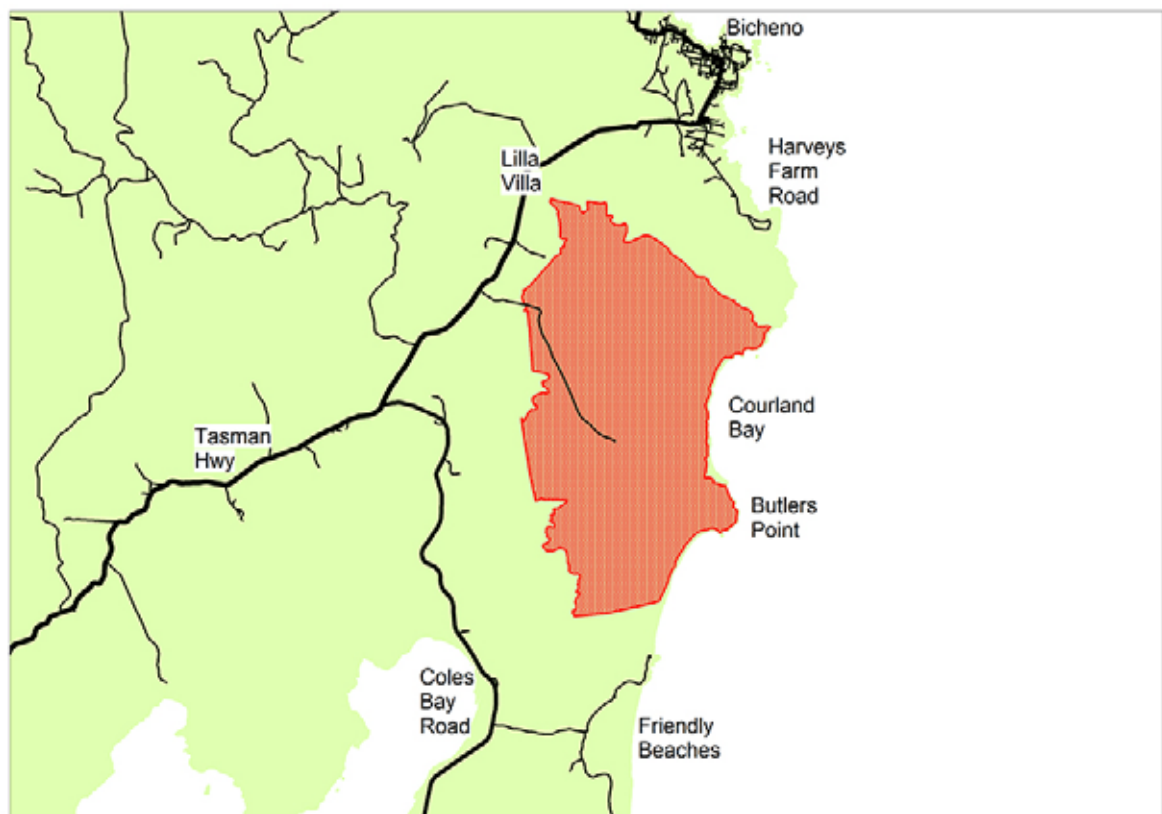 Bicheno
Harveys
Farm
Road
Lilla
Villa
Courland
Bay
Tasman
Hwy
Butlers
Point
Coles
Bay
Road
Friendly
Beaches